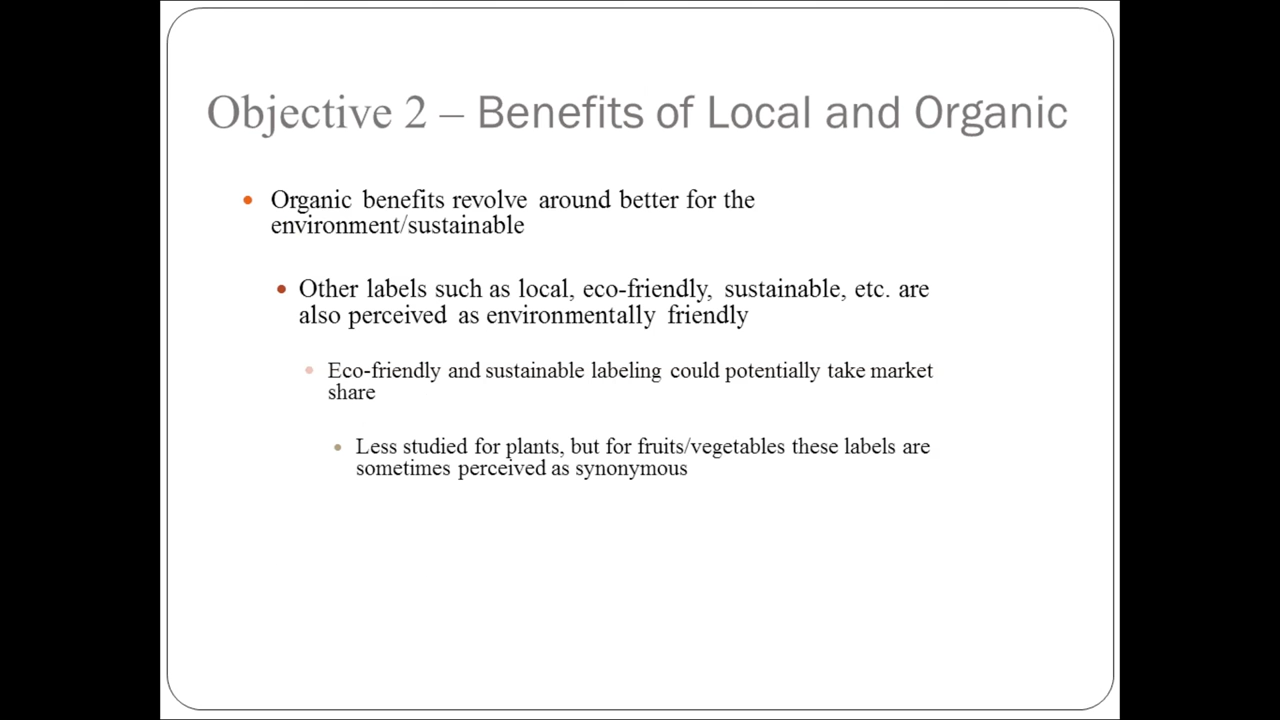 Objective 2 – Benefits of Local and Organic
• Organic benefits revolve around better for the
environment/sustainable
• Other labels such as local, eco-friendly, sustainable, etc. are
also perceived as environmentally friendly
• Eco-friendly and sustainable labeling could potentially take market
share
• Less studied for plants, but for fruits/vegetables these labels are
sometimes perceived as synonymous